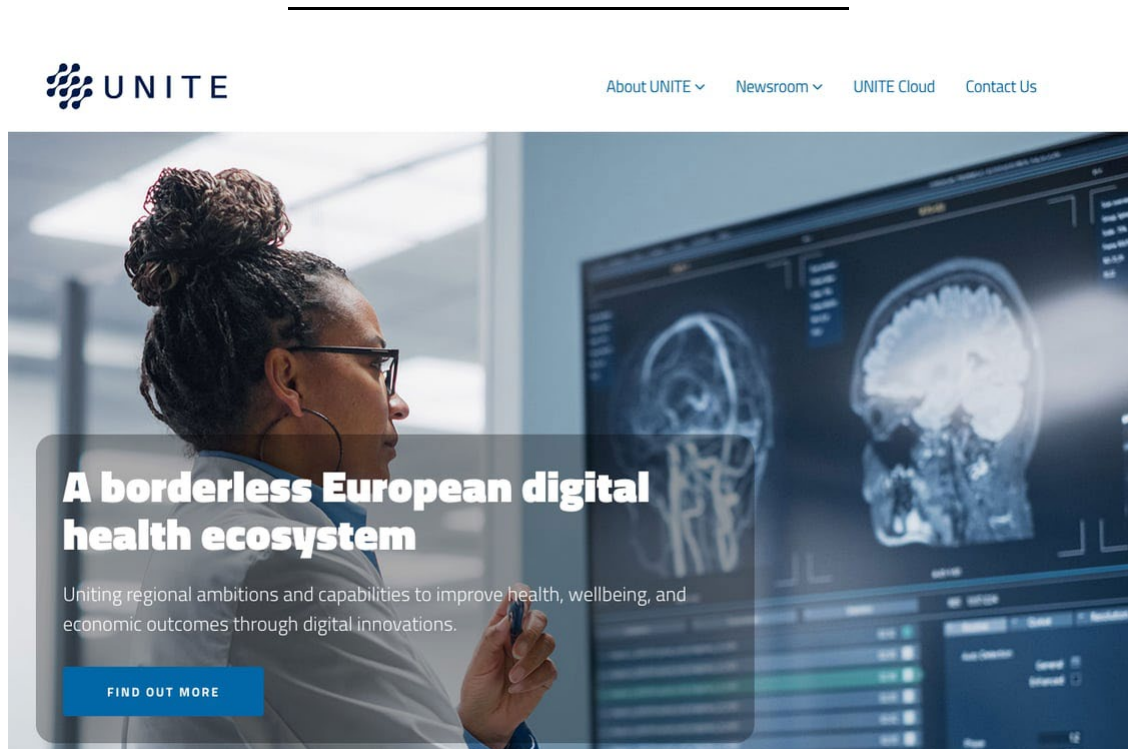 UNITE
About UNITE Newsroom UNITE Cloud Contact Us
A borderless European digital
health ecosystem
Uniting regional ambitions and capabilities to improve health, wellbeing, and
economic outcomes through digital innovations.
FIND OUT MORE